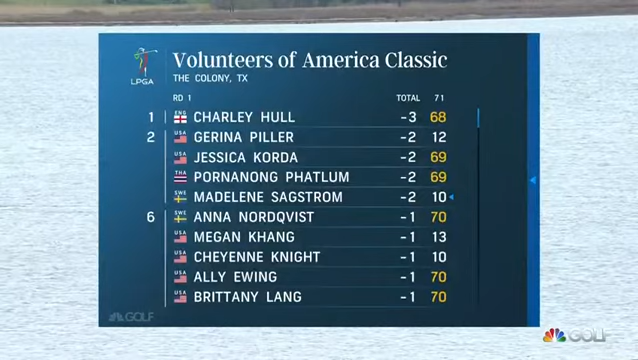 LPGA
Volunteers of America Classic
THE COLONY, TX
RD 1 TOTAL 71
1 ENG CHARLEY HULL -3 68
2 USA GERINA PILLER -2 12
USA JESSICA KORDA -2 69
THA PORNANONG PHATLUM -2 69
SWE MADELENE SAGSTROM -2 10
6 SWE ANNA NORDQVIST -1 70
USA MEGAN KHANG -1 13
USA CHEYENNE KNIGHT -1 10
USA ALLY EWING -1 70
USA BRITTANY LANG -1 70
GOLF
GOLF